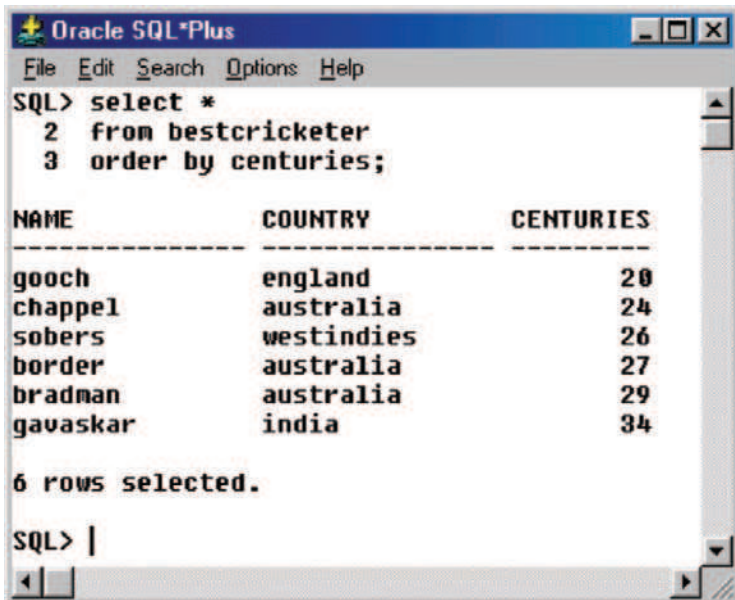 Oracle SQL*Plus
File Edit Search Options Help
SQL> select *
2 from bestcricketer
3 order by centuries;
NAME COUNTRY CENTURIES
--------------- --------------- ---------
gooch england 20
chappel australia 24
sobers westindies 26
border australia 27
bradman australia 29
gavaskar india 34
6 rows selected.
SQL>